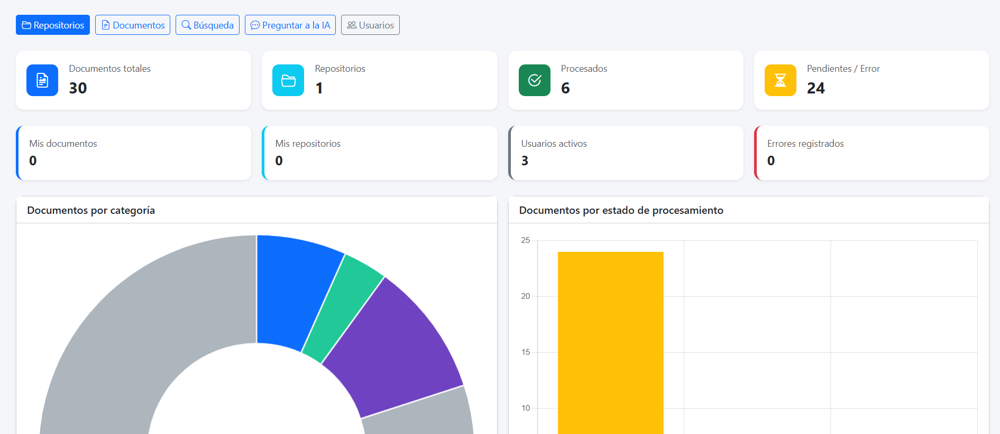 Repositorios
Documentos
Búsqueda
Preguntar a la IA
Usuarios
Documentos totales
30
Repositorios
1
Procesados
6
Pendientes / Error
24
Mis documentos
0
Mis repositorios
0
Usuarios activos
3
Errores registrados
0
Documentos por categoría
Documentos por estado de procesamiento
25
20
15
10